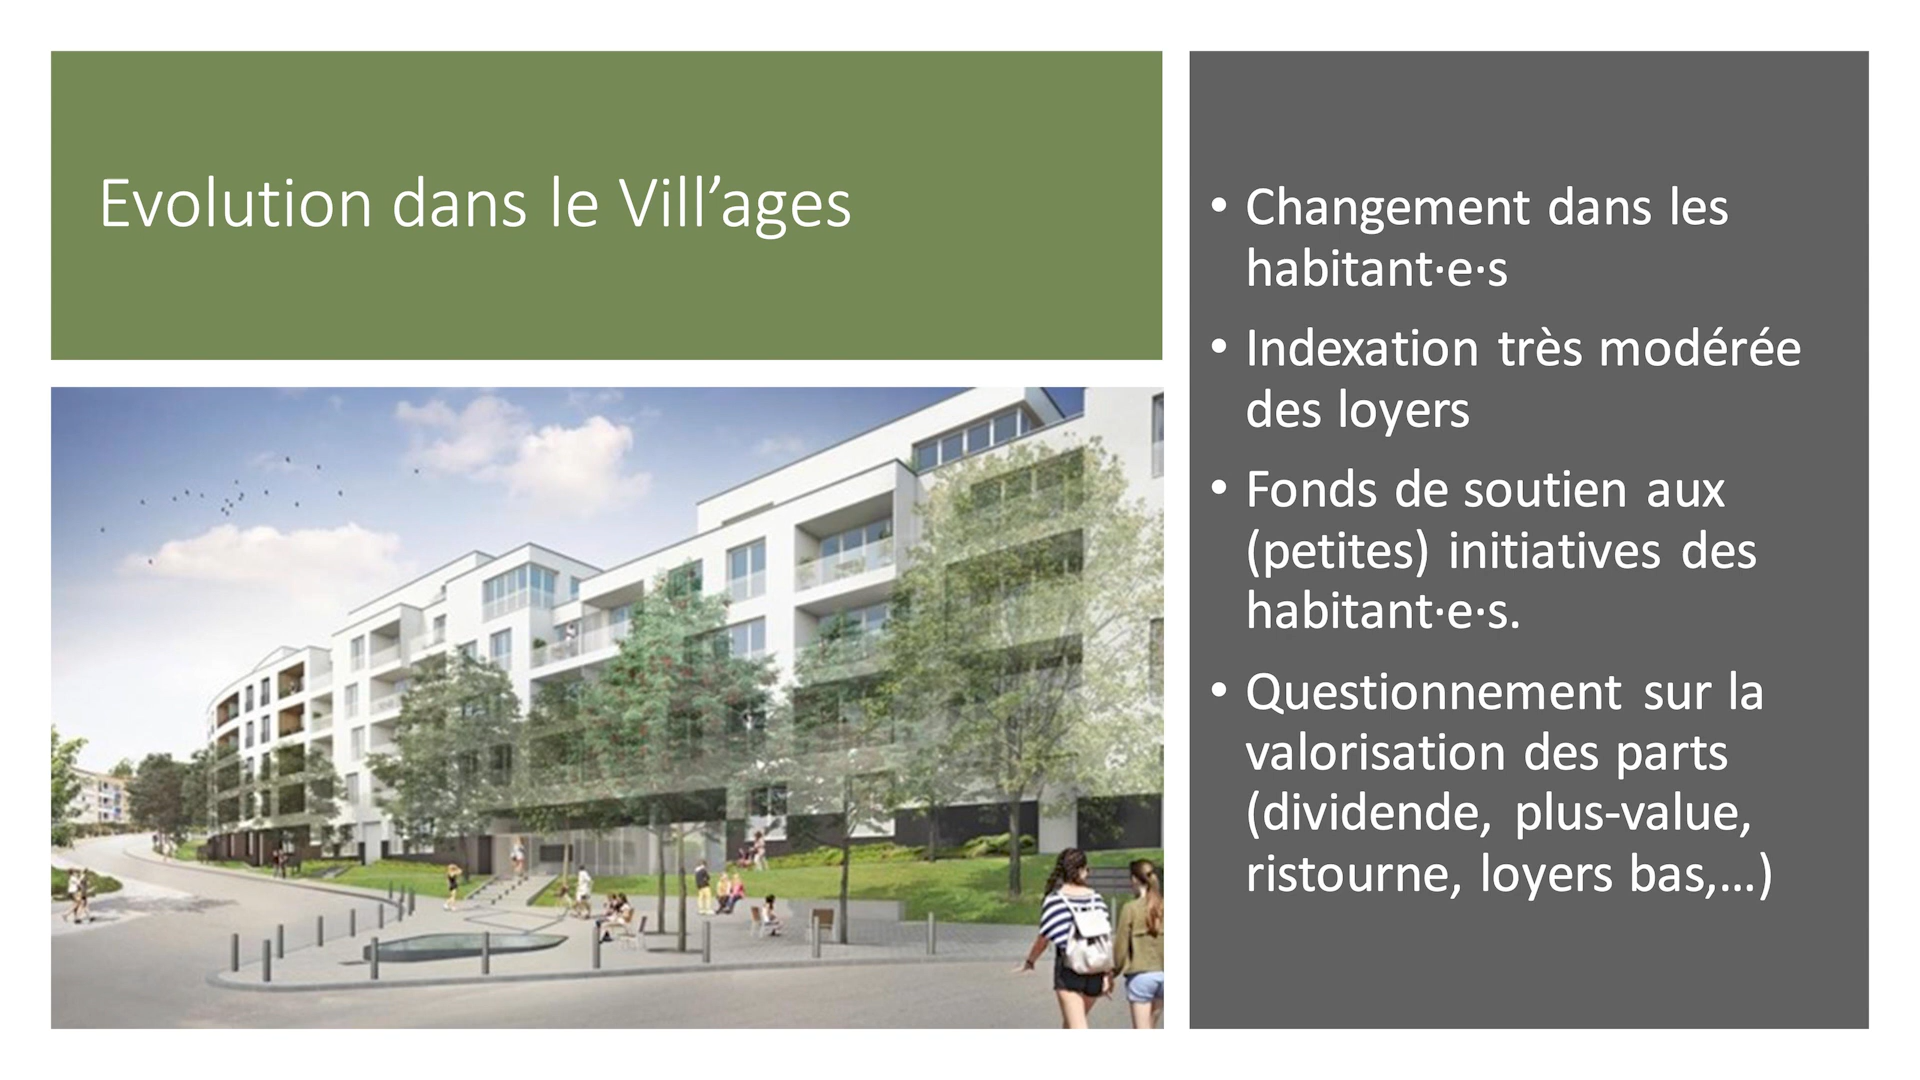 Evolution dans le Vill’ages
• Changement dans les
habitant·e·s
• Indexation très modérée
des loyers
• Fonds de soutien aux
(petites) initiatives des
habitant·e·s.
• Questionnement sur la
valorisation des parts
(dividende, plus-value,
ristourne, loyers bas,…)